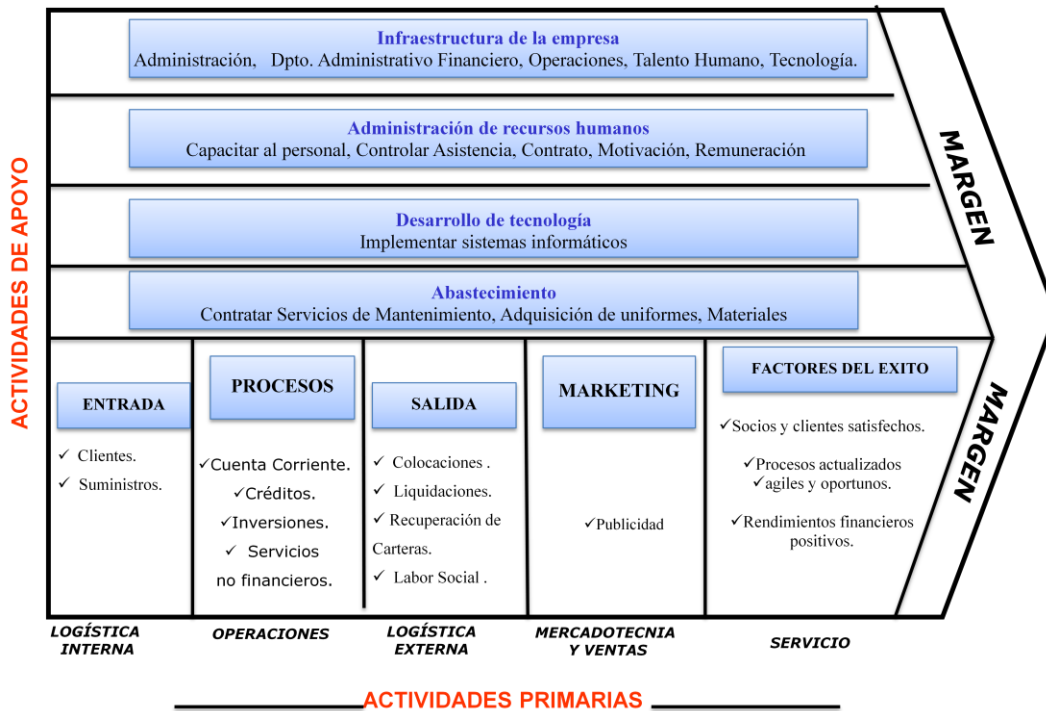 Infraestructura de la empresa
Administración, Dpto. Administrativo Financiero, Operaciones, Talento Humano, Tecnología.
Administración de recursos humanos
Capacitar al personal, Controlar Asistencia, Contrato, Motivación, Remuneración
Desarrollo de tecnología
Implementar sistemas informáticos
Abastecimiento
Contratar Servicios de Mantenimiento, Adquisición de uniformes, Materiales
ACTIVIDADES DE APOYO
MARGEN
MARGEN
ENTRADA
✓ Clientes.
✓ Suministros.
PROCESOS
✓Cuenta Corriente.
✓Créditos.
✓Inversiones.
✓ Servicios
no financieros.
SALIDA
✓ Colocaciones .
✓ Liquidaciones.
✓ Recuperación de
Carteras.
✓ Labor Social .
MARKETING
✓Publicidad
FACTORES DEL EXITO
✓Socios y clientes satisfechos.
✓Procesos actualizados
✓agiles y oportunos.
✓Rendimientos financieros
positivos.
LOGÍSTICA
INTERNA
OPERACIONES
LOGÍSTICA
EXTERNA
MERCADOTECNIA
Y VENTAS
SERVICIO
ACTIVIDADES PRIMARIAS